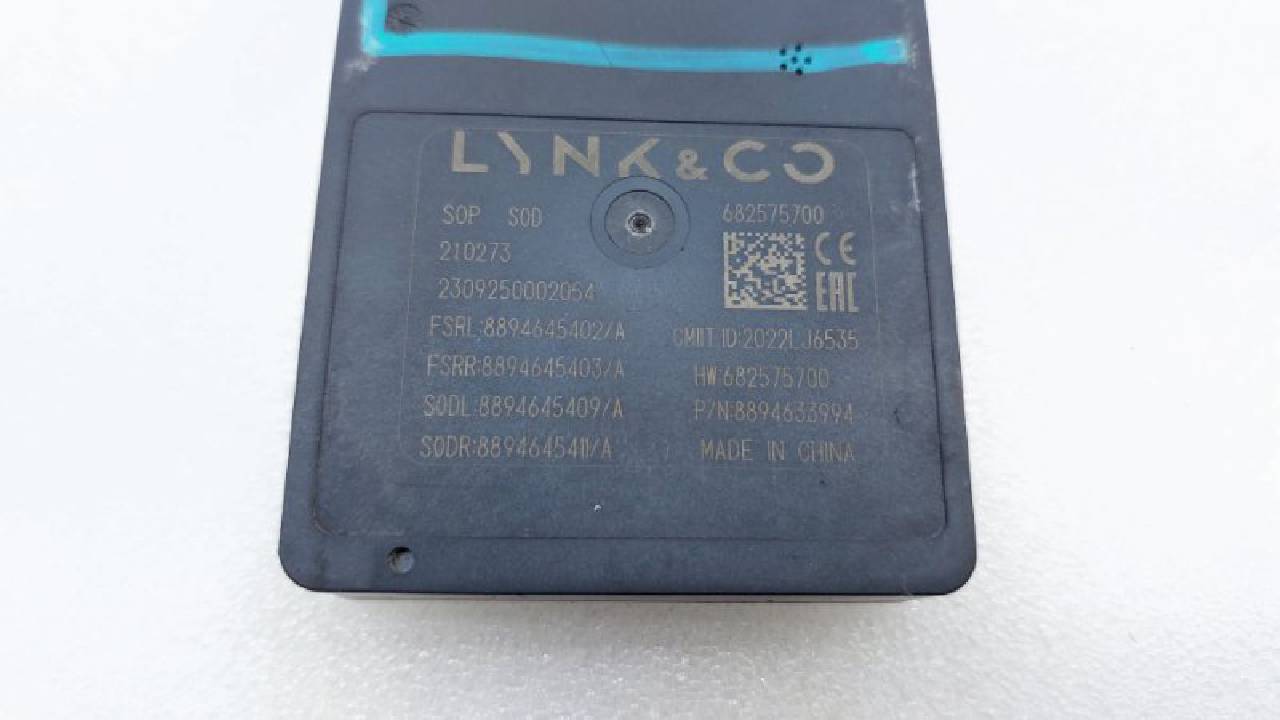 LYNK & CO
SOP SOD 682575700
210273
2309250002054
CE
EAC
FSRL:8894645402/A CMIIT ID:2022LJ6535
FSRR:8894645403/A HW:682575700
SODL:8894645409/A P/N:8894633994
SODR:8894645411/A MADE IN CHINA